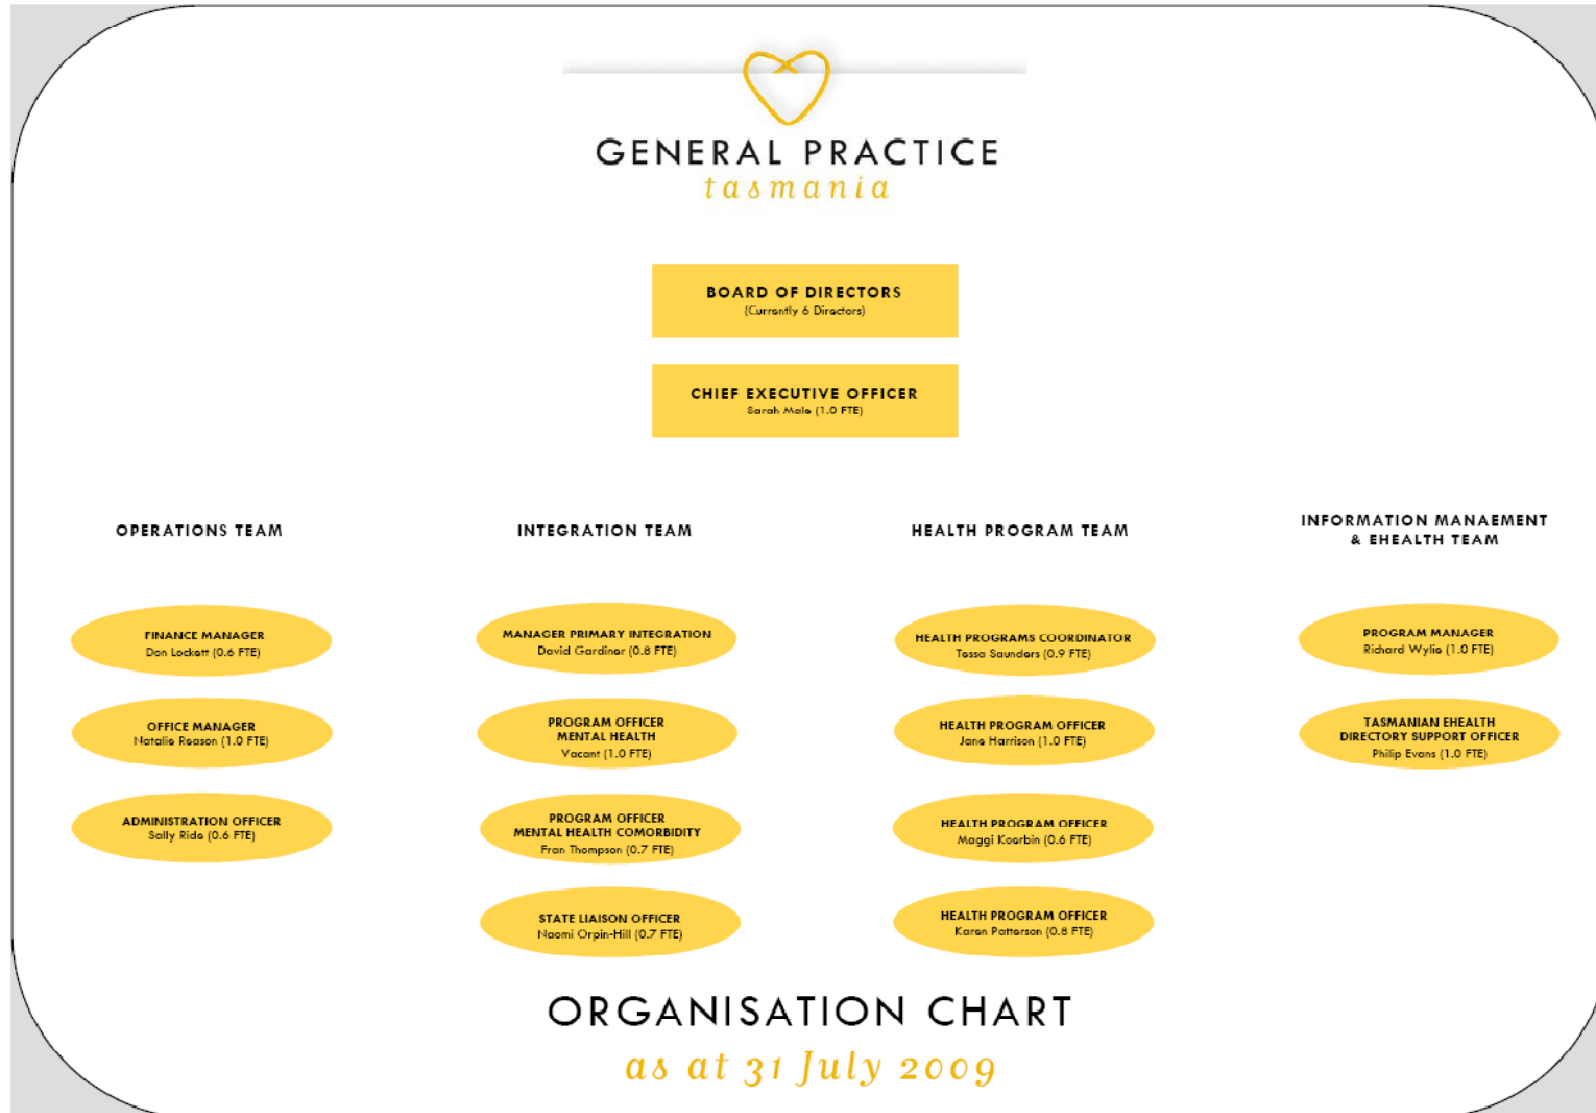 GENERAL PRACTICE
tasmania
BOARD OF DIRECTORS
(Currently 6 Directors)
CHIEF EXECUTIVE OFFICER
Sarah Male (1.0 FTE)
OPERATIONS TEAM
FINANCE MANAGER
Don Lockett (0.6 FTE)
OFFICE MANAGER
Natalie Reason (1.0 FTE)
ADMINISTRATION OFFICER
Sally Ride (0.6 FTE)
INTEGRATION TEAM
MANAGER PRIMARY INTEGRATION
David Gardiner (0.8 FTE)
PROGRAM OFFICER
MENTAL HEALTH
Vacant (1.0 FTE)
PROGRAM OFFICER
MENTAL HEALTH COMORBIDITY
Fran Thompson (0.7 FTE)
STATE LIAISON OFFICER
Naomi Orpin-Hill (0.7 FTE)
HEALTH PROGRAM TEAM
HEALTH PROGRAMS COORDINATOR
Tessa Saunders (0.9 FTE)
HEALTH PROGRAM OFFICER
Jane Harrison (1.0 FTE)
HEALTH PROGRAM OFFICER
Maggi Koerbin (0.6 FTE)
HEALTH PROGRAM OFFICER
Karen Patterson (0.8 FTE)
INFORMATION MANAEMENT
& EHEALTH TEAM
PROGRAM MANAGER
Richard Wylie (1.0 FTE)
TASMANIAN EHEALTH
DIRECTORY SUPPORT OFFICER
Philip Evans (1.0 FTE)
ORGANISATION CHART
as at 31 July 2009